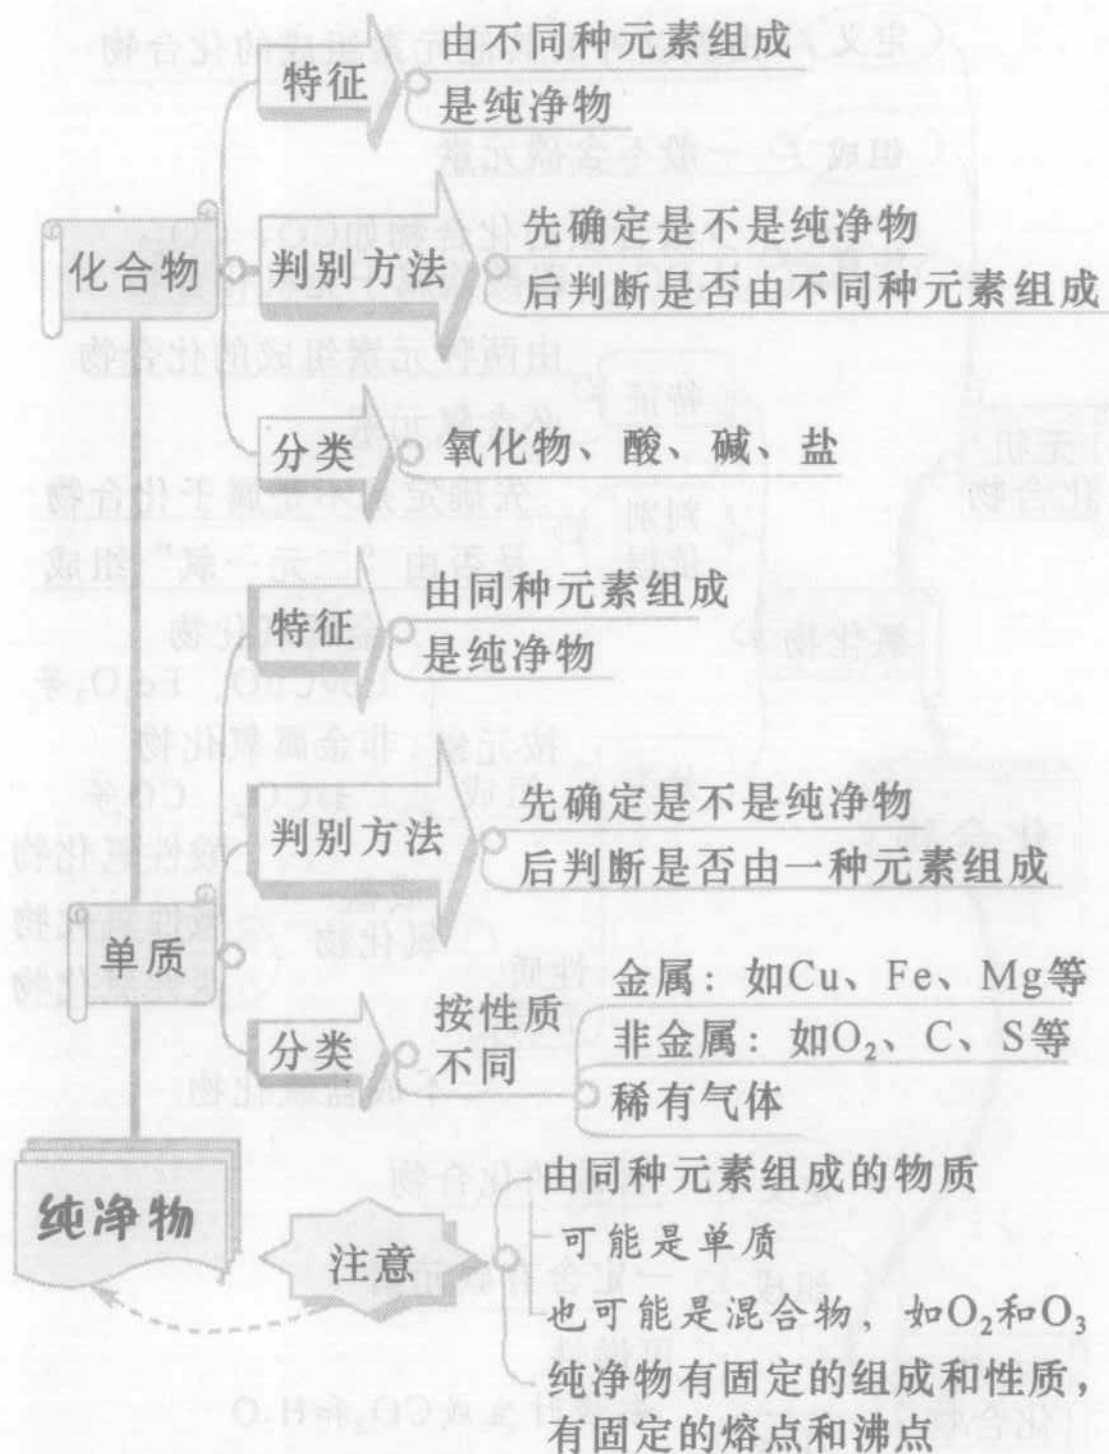 特征
由不同种元素组成
是纯净物
化合物
判别方法
先确定是不是纯净物
后判断是否由不同种元素组成
分类
氧化物、酸、碱、盐
特征
由同种元素组成
是纯净物
判别方法
先确定是不是纯净物
后判断是否由一种元素组成
单质
分类
按性质
不同
金属：如Cu、Fe、Mg等
非金属：如O₂、C、S等
稀有气体
纯净物
注意
由同种元素组成的物质
可能是单质
也可能是混合物，如O₂和O₃
纯净物有固定的组成和性质，
有固定的熔点和沸点